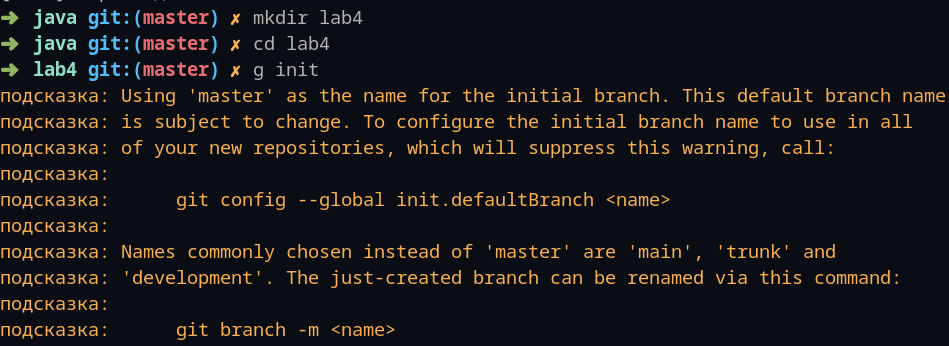 ➜ java git:(master) ✗ mkdir lab4
➜ java git:(master) ✗ cd lab4
➜ lab4 git:(master) ✗ g init
подсказка: Using 'master' as the name for the initial branch. This default branch name
подсказка: is subject to change. To configure the initial branch name to use in all
подсказка: of your new repositories, which will suppress this warning, call:
подсказка:
подсказка: git config --global init.defaultBranch <name>
подсказка:
подсказка: Names commonly chosen instead of 'master' are 'main', 'trunk' and
подсказка: 'development'. The just-created branch can be renamed via this command:
подсказка:
подсказка: git branch -m <name>